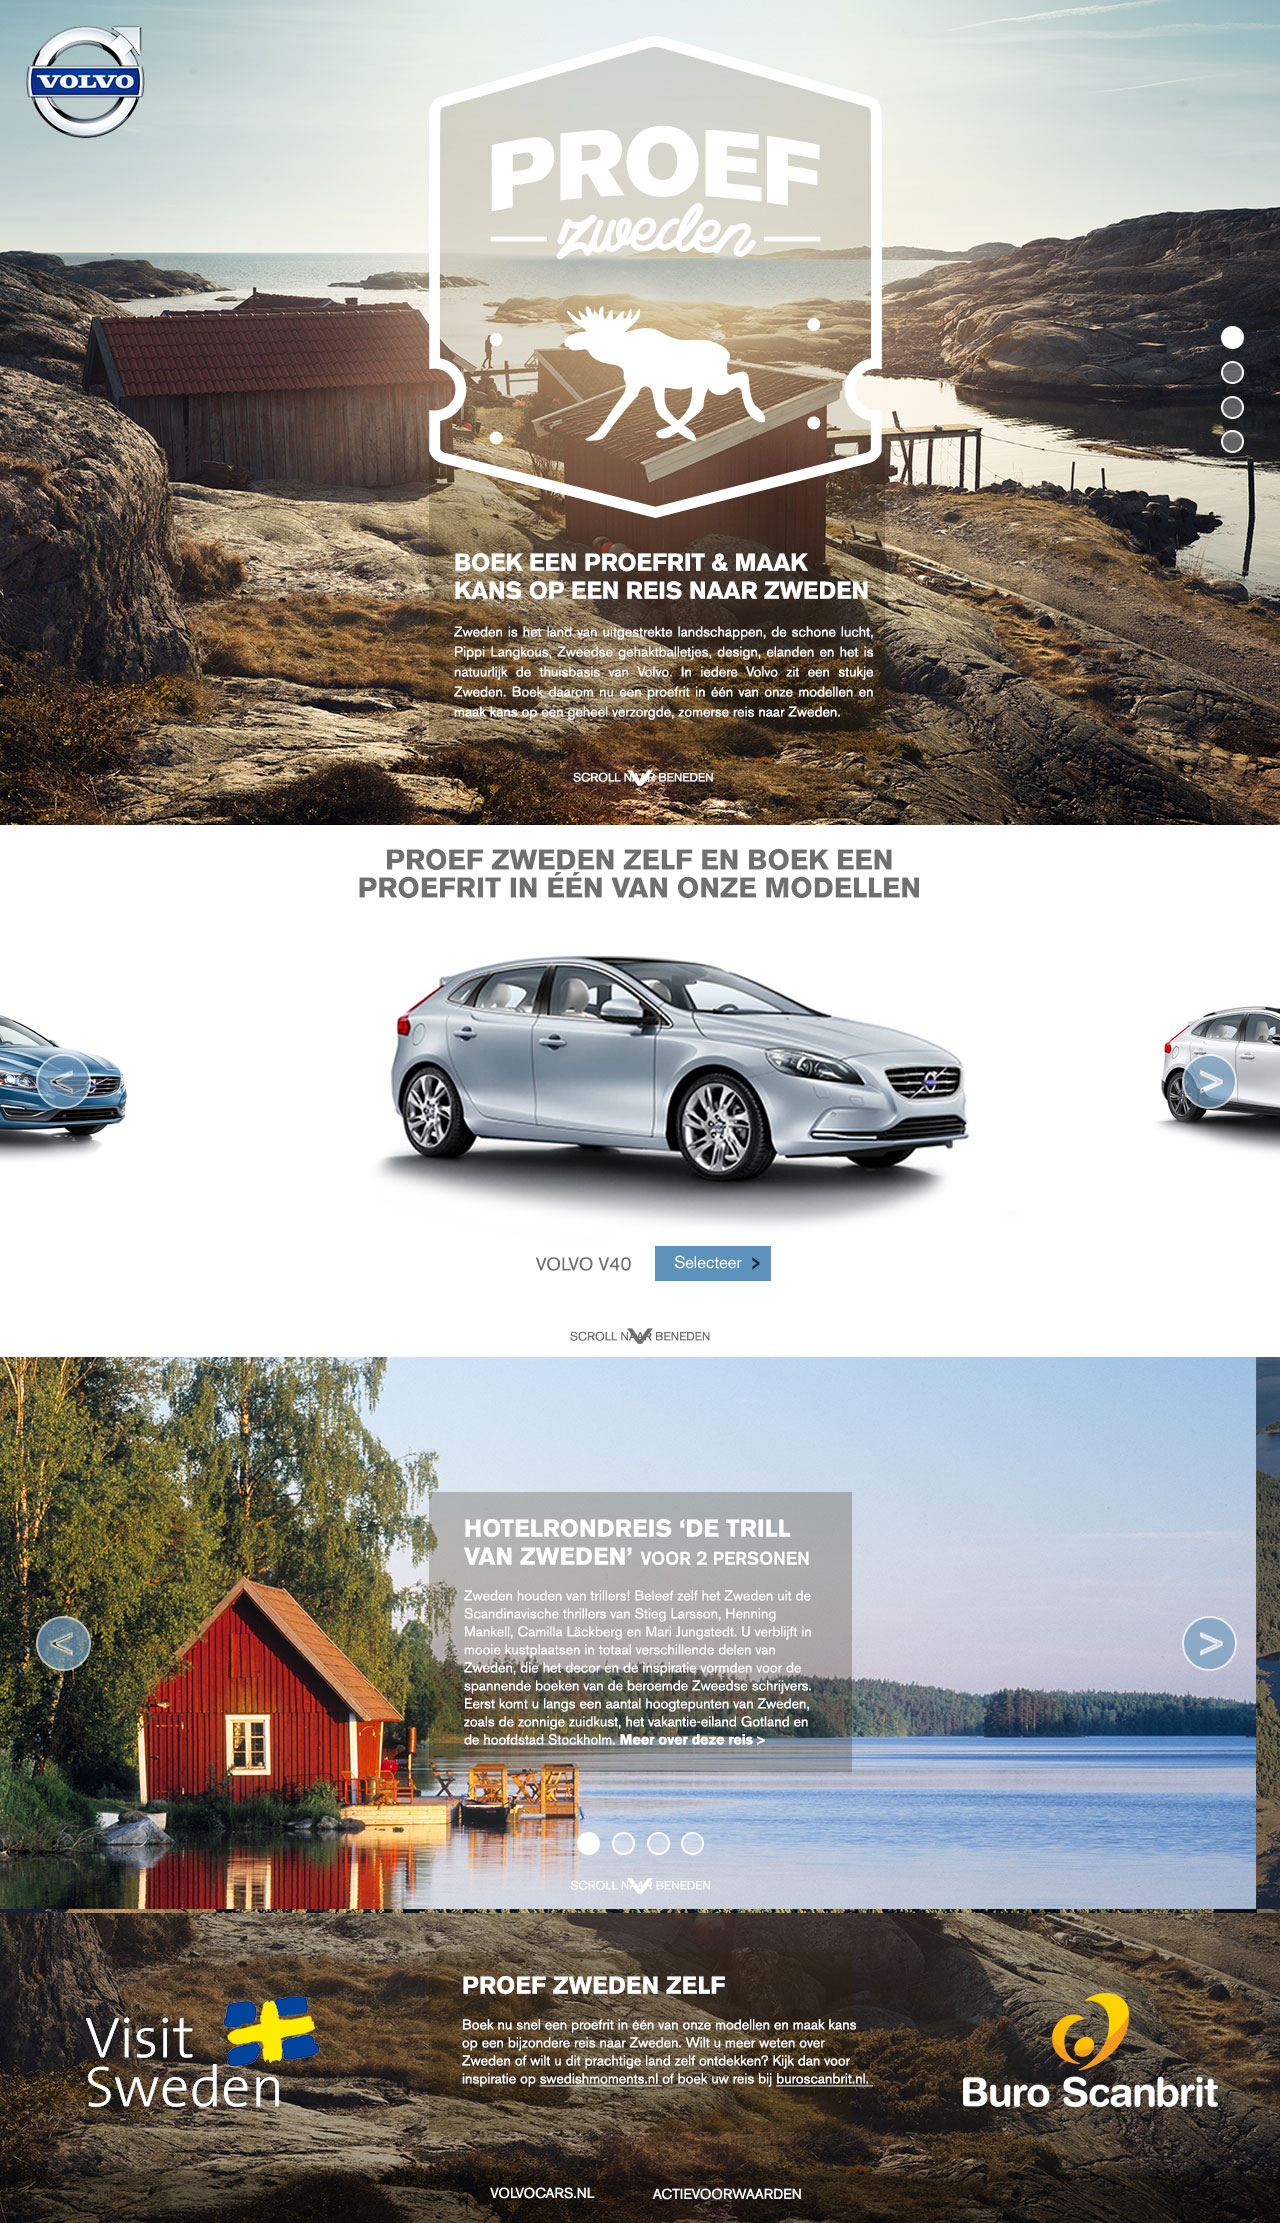 VOLVO
PROEF
zweden
BOEK EEN PROEFRIT & MAAK
KANS OP EEN REIS NAAR ZWEDEN
Zweden is het land van uitgestrekte landschappen, de schone lucht,
Pippi Langkous, Zweedse gehaktballetjes, design, elanden en het is
natuurlijk de thuisbasis van Volvo. In iedere Volvo zit een stukje
Zweden. Boek daarom nu een proefrit in één van onze modellen en
maak kans op een geheel verzorgde, zomerse reis naar Zweden.
SCROLL NAAR BENEDEN
PROEF ZWEDEN ZELF EN BOEK EEN
PROEFRIT IN ÉÉN VAN ONZE MODELLEN
< >
VOLVO V40 Selecteer >
SCROLL NAAR BENEDEN
HOTELRONDREIS ‘DE TRILL
VAN ZWEDEN’ VOOR 2 PERSONEN
Zweden houden van trillers! Beleef zelf het Zweden uit de
Scandinavische thrillers van Stieg Larsson, Henning
Mankell, Camilla Läckberg en Mari Jungstedt. U verblijft in
mooie kustplaatsen in totaal verschillende delen van
Zweden, die het decor en de inspiratie vormden voor de
spannende boeken van de beroemde Zweedse schrijvers.
Eerst komt u langs een aantal hoogtepunten van Zweden,
zoals de zonnige zuidkust, het vakantie-eiland Gotland en
de hoofdstad Stockholm. Meer over deze reis >
< >
SCROLL NAAR BENEDEN
Visit
Sweden
PROEF ZWEDEN ZELF
Boek nu snel een proefrit in één van onze modellen en maak kans
op een bijzondere reis naar Zweden. Wilt u meer weten over
Zweden of wilt u dit prachtige land zelf ontdekken? Kijk dan voor
inspiratie op swedishmoments.nl of boek uw reis bij buroscanbrit.nl.
Buro Scanbrit
VOLVOCARS.NL ACTIEVOORWAARDEN